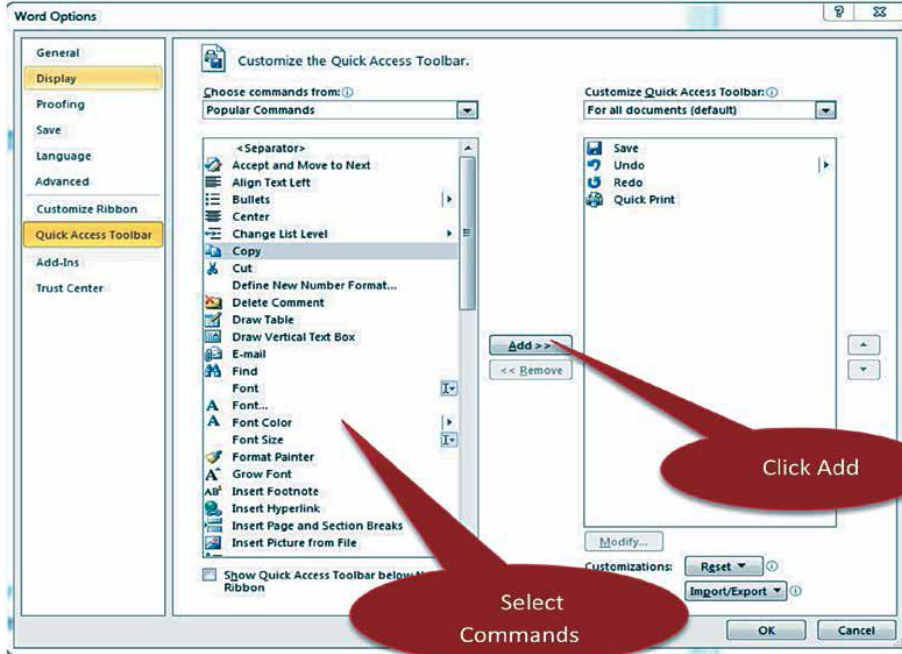 Word Options
General
Display
Proofing
Save
Language
Advanced
Customize Ribbon
Quick Access Toolbar
Add-Ins
Trust Center
Customize the Quick Access Toolbar.
Choose commands from:
Popular Commands
<Separator>
Accept and Move to Next
Align Text Left
Bullets
Center
Change List Level
Copy
Cut
Define New Number Format...
Delete Comment
Draw Table
Draw Vertical Text Box
E-mail
Find
Font
Font...
Font Color
Font Size
Format Painter
Grow Font
Insert Footnote
Insert Hyperlink
Insert Page and Section Breaks
Insert Picture from File
Show Quick Access Toolbar below the
Ribbon
Add >>
<< Remove
Customize Quick Access Toolbar:
For all documents (default)
Save
Undo
Redo
Quick Print
Modify...
Customizations:
Reset
Import/Export
OK
Cancel
Click Add
Select
Commands